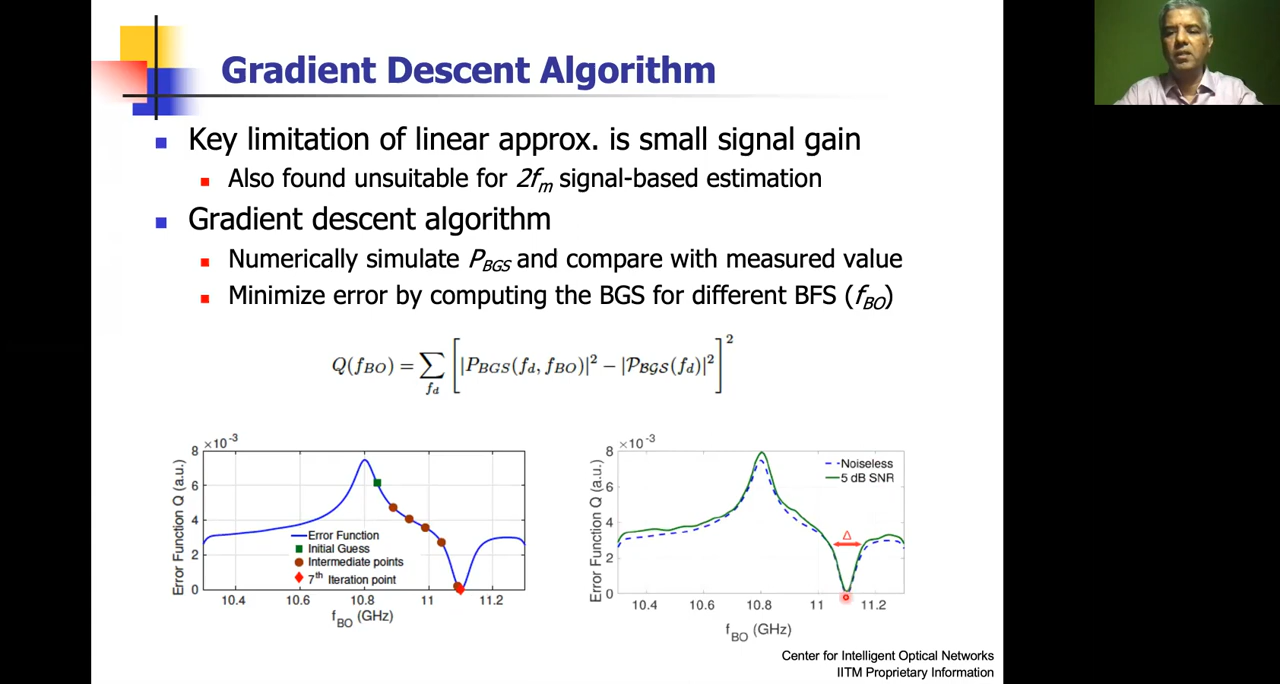 Gradient Descent Algorithm
Key limitation of linear approx. is small signal gain
Also found unsuitable for 2fm signal-based estimation
Gradient descent algorithm
Numerically simulate PBGS and compare with measured value
Minimize error by computing the BGS for different BFS (fBO)
Q(fBO) = ∑fd [|PBGS(fd, fBO)|² − |𝒫ℬ𝒢𝒮(fd)|²]²
×10-3
8
6
4
2
0
Error Function Q (a.u.)
Error Function
Initial Guess
Intermediate points
7th Iteration point
10.4 10.6 10.8 11 11.2
fBO (GHz)
×10-3
8
6
4
2
0
Error Function Q (a.u.)
Noiseless
5 dB SNR
Δ
10.4 10.6 10.8 11 11.2
fBO (GHz)
Center for Intelligent Optical Networks
IITM Proprietary Information